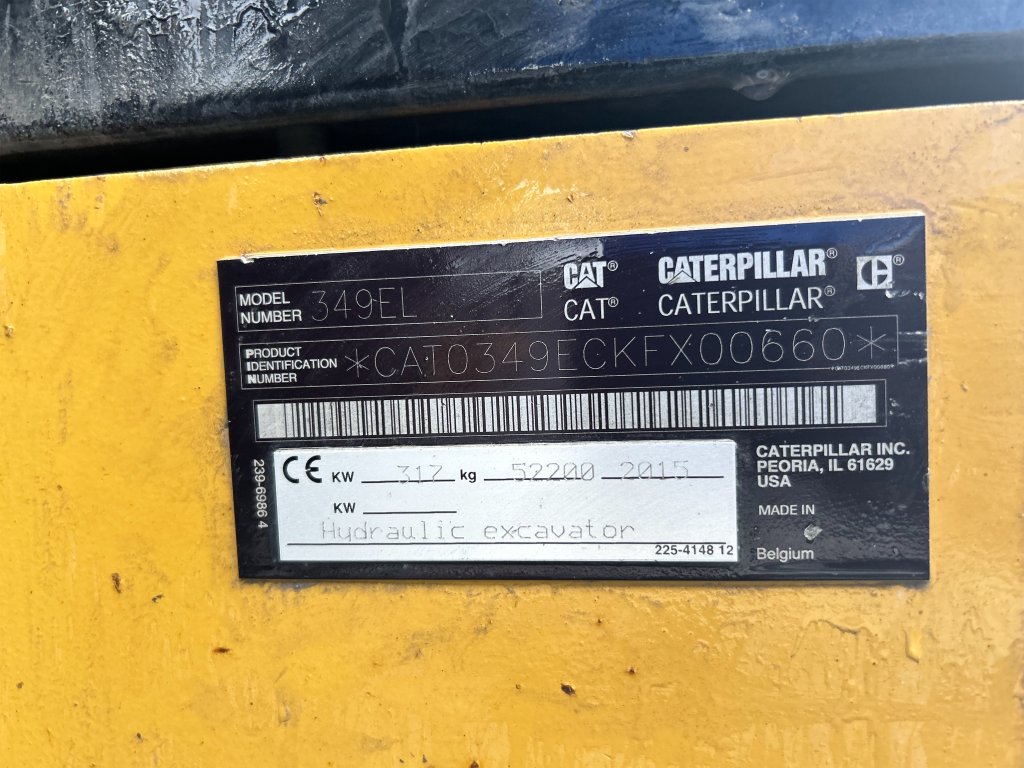 MODEL NUMBER 349EL
CAT® CATERPILLAR®
CAT® CATERPILLAR®
PRODUCT IDENTIFICATION NUMBER *CAT0349ECKFX00660*
239-6986 4
CE KW 317 kg 52200 2015
KW
Hydraulic excavator
225-4148 12
CATERPILLAR INC.
PEORIA, IL 61629
USA
MADE IN
Belgium